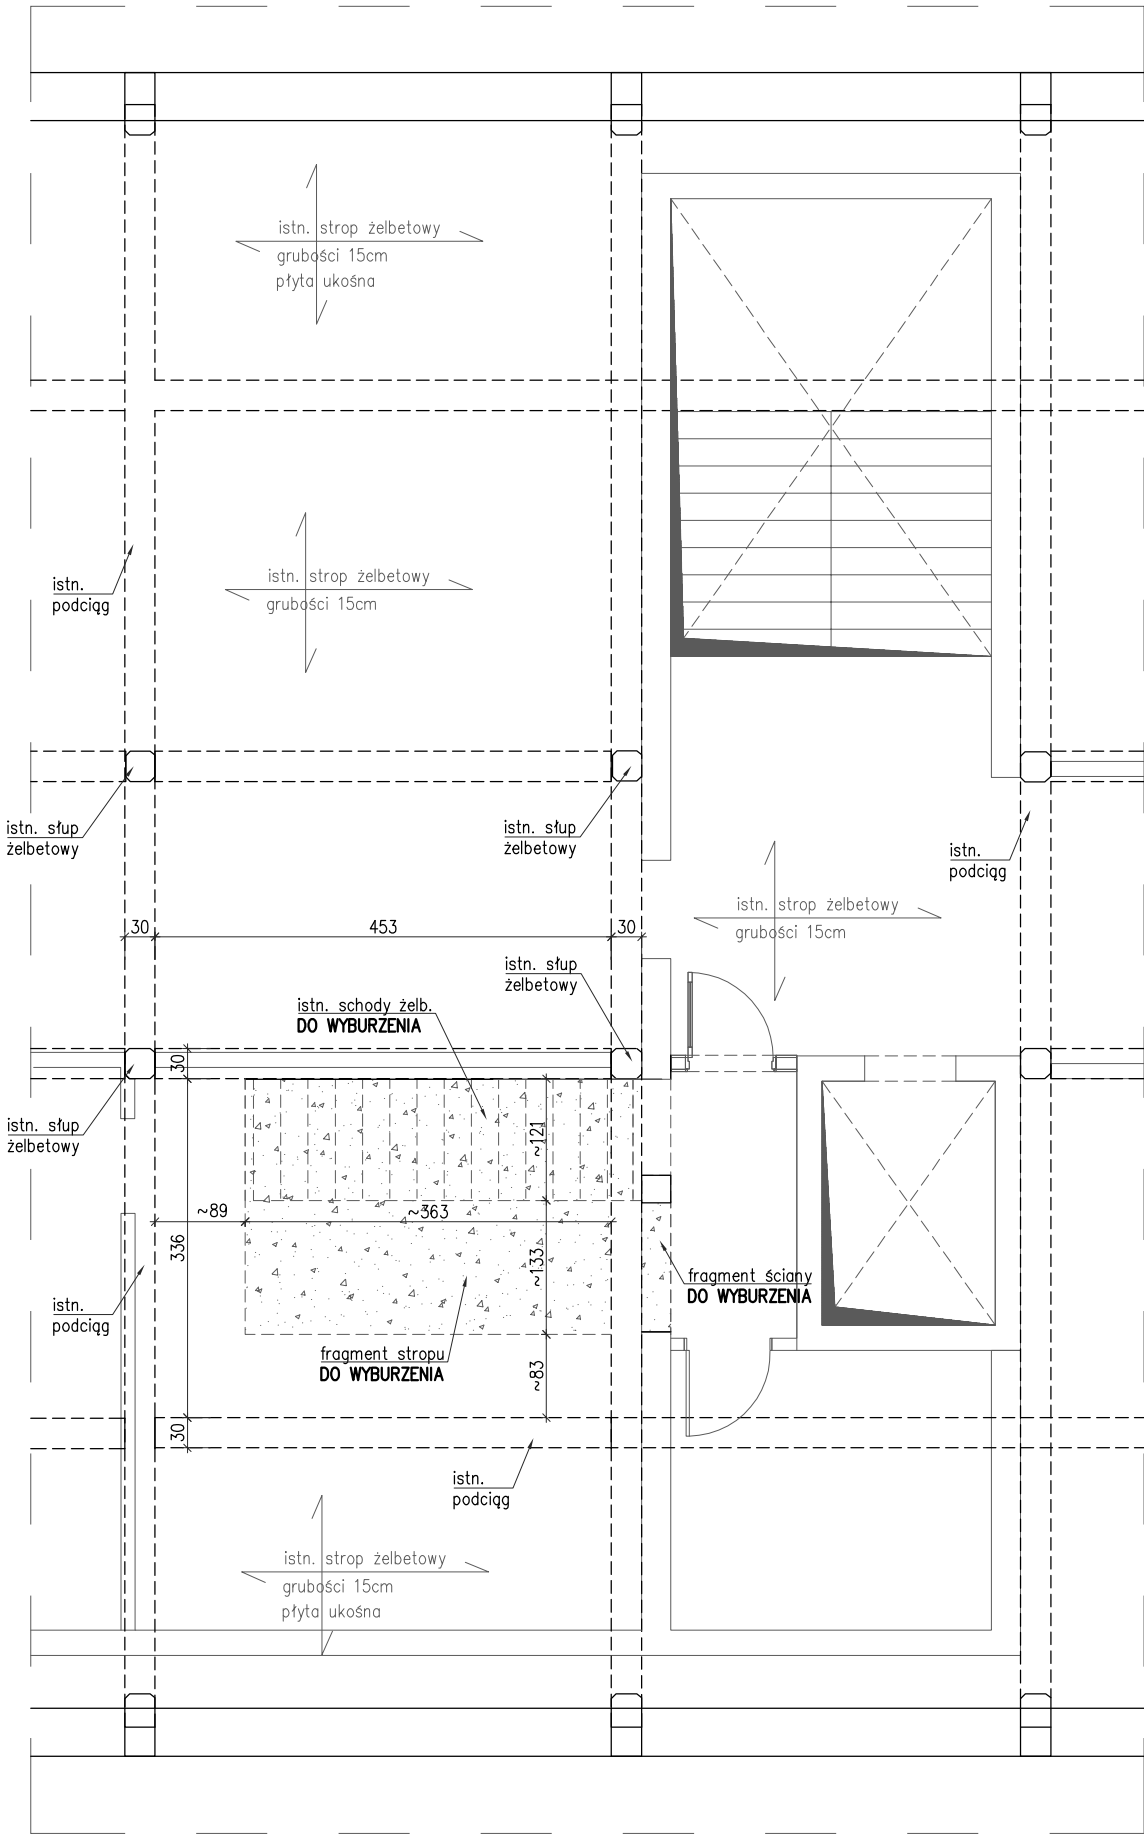 istn. strop żelbetowy
grubości 15cm
płyta ukośna
istn. strop żelbetowy
grubości 15cm
istn.
podciąg
istn. słup
żelbetowy
istn. słup
żelbetowy
istn.
podciąg
istn. strop żelbetowy
grubości 15cm
30
453
30
istn. słup
żelbetowy
istn. schody żelb.
DO WYBURZENIA
30
istn. słup
żelbetowy
~121
~89
~363
336
~133
fragment ściany
DO WYBURZENIA
istn.
podciąg
fragment stropu
DO WYBURZENIA
~83
30
istn.
podciąg
istn. strop żelbetowy
grubości 15cm
płyta ukośna